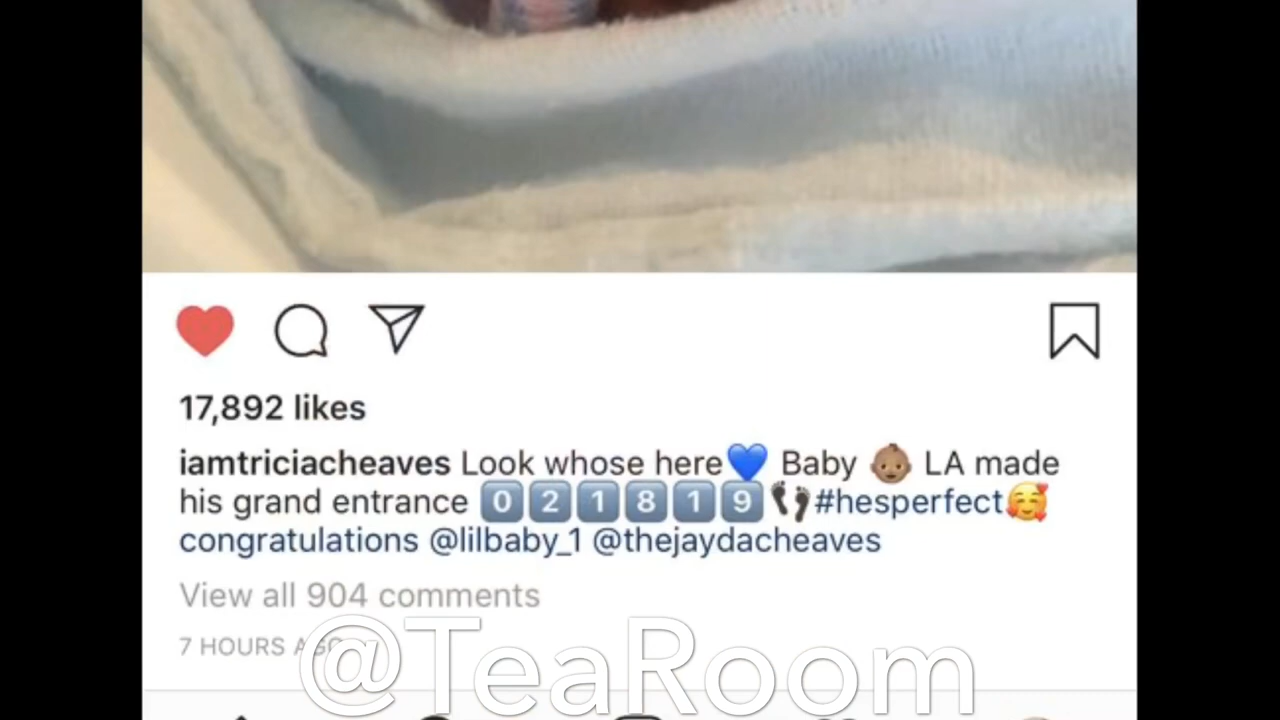 17,892 likes
iamtriciacheaves Look whose here💙 Baby 👶🏽 LA made
his grand entrance 0️⃣2️⃣1️⃣8️⃣1️⃣9️⃣👣#hesperfect🥰
congratulations @lilbaby_1 @thejaydacheaves
View all 904 comments
7 HOURS AGO
@TeaRoom